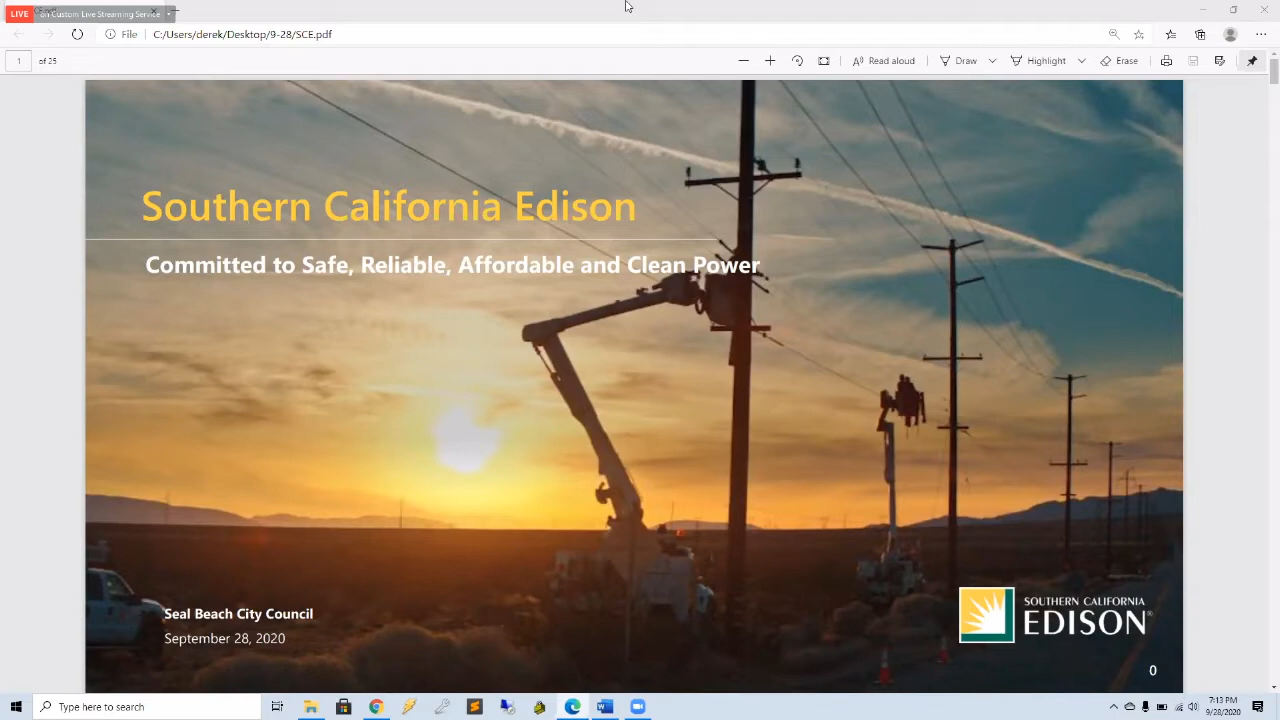 LIVE on Custom Live Streaming Service
File C:/Users/derek/Desktop/9-28/SCE.pdf
1 of 25
Read aloud Draw Highlight Erase
Southern California Edison
Committed to Safe, Reliable, Affordable and Clean Power
Seal Beach City Council
September 28, 2020
SOUTHERN CALIFORNIA
EDISON®
0
Type here to search
7:13 PM
9/28/2020